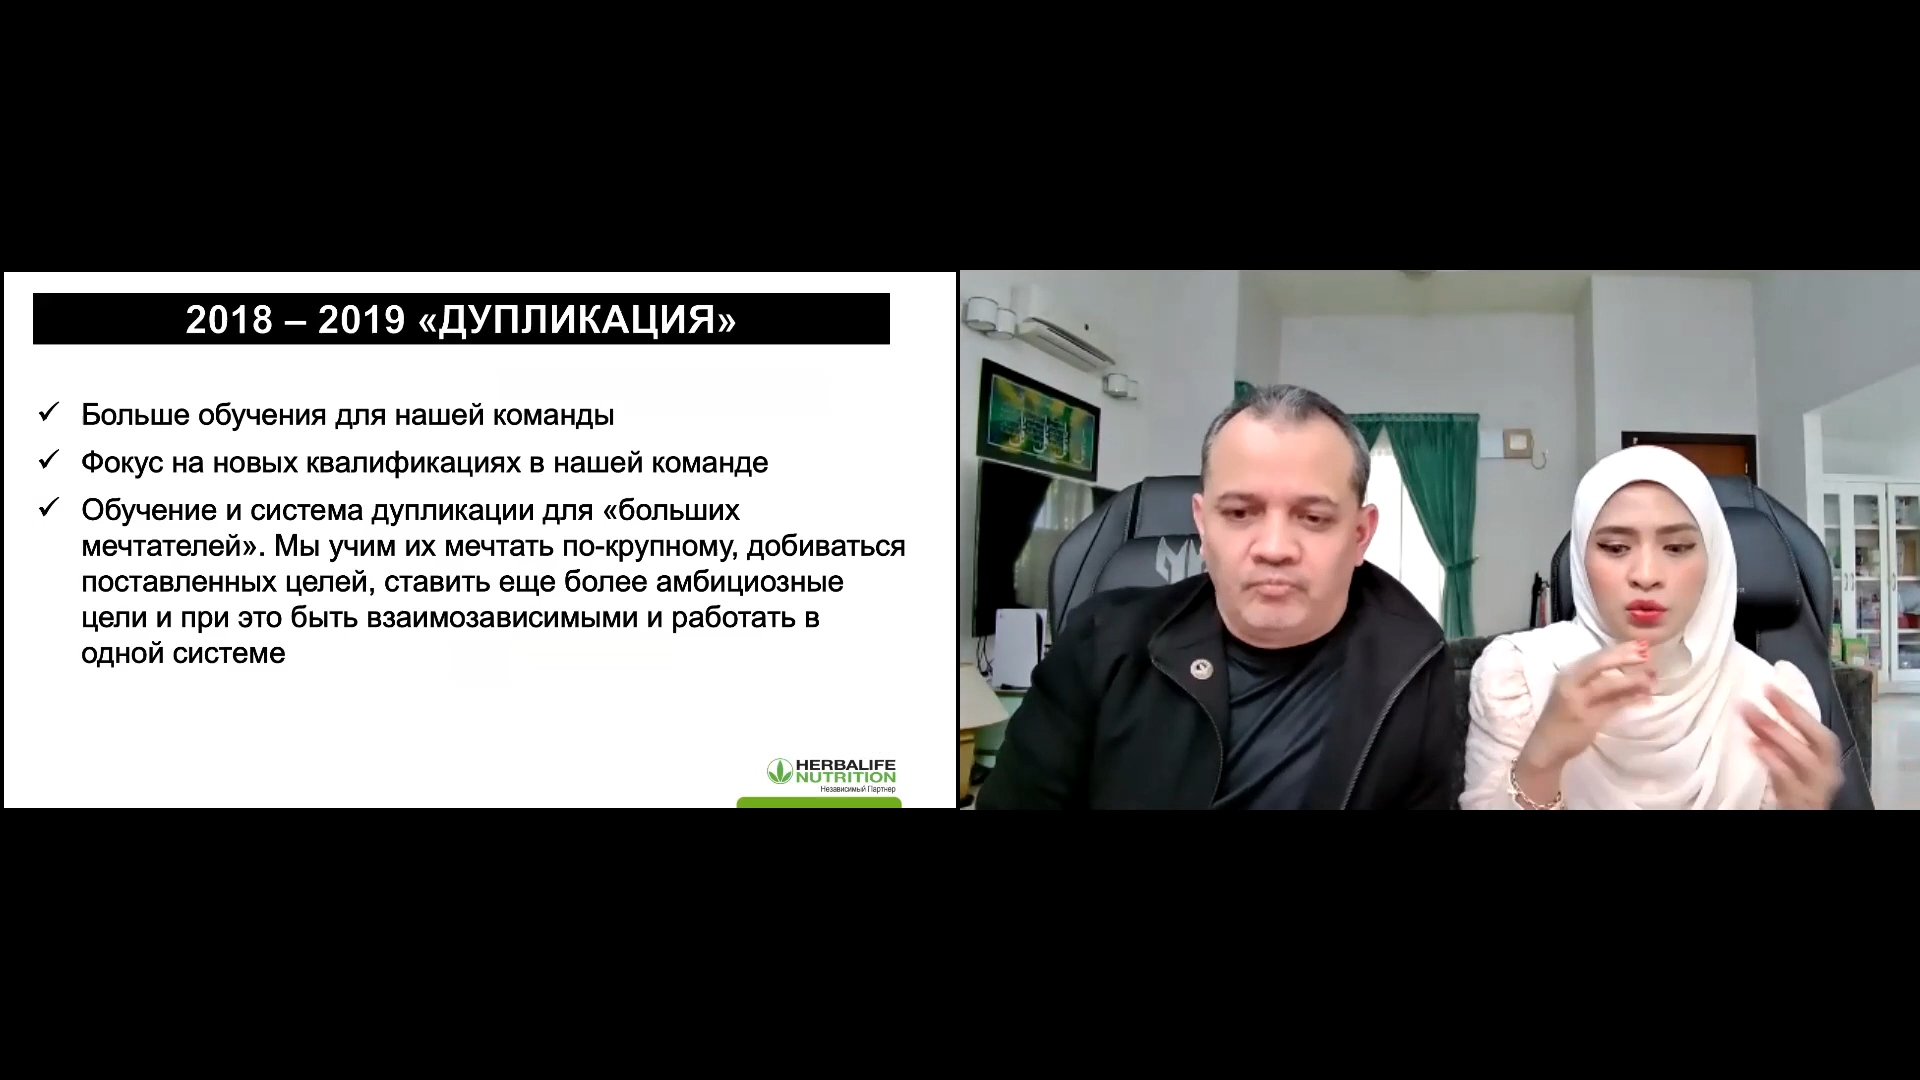 2018 – 2019 «ДУПЛИКАЦИЯ»
Больше обучения для нашей команды
Фокус на новых квалификациях в нашей команде
Обучение и система дупликации для «больших
мечтателей». Мы учим их мечтать по-крупному, добиваться
поставленных целей, ставить еще более амбициозные
цели и при это быть взаимозависимыми и работать в
одной системе
HERBALIFE
NUTRITION
Независимый Партнер